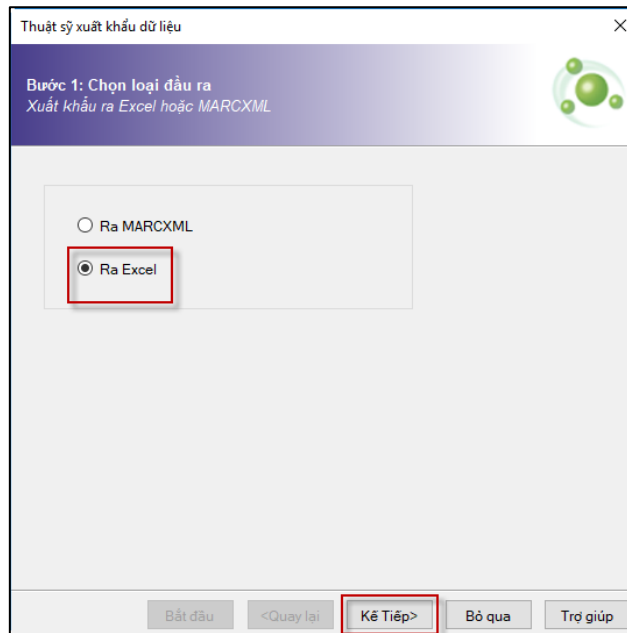 Thuật sỹ xuất khẩu dữ liệu
Bước 1: Chọn loại đầu ra
Xuất khẩu ra Excel hoặc MARCXML
Ra MARCXML
Ra Excel
Bắt đầu <Quay lại Kế Tiếp> Bỏ qua Trợ giúp